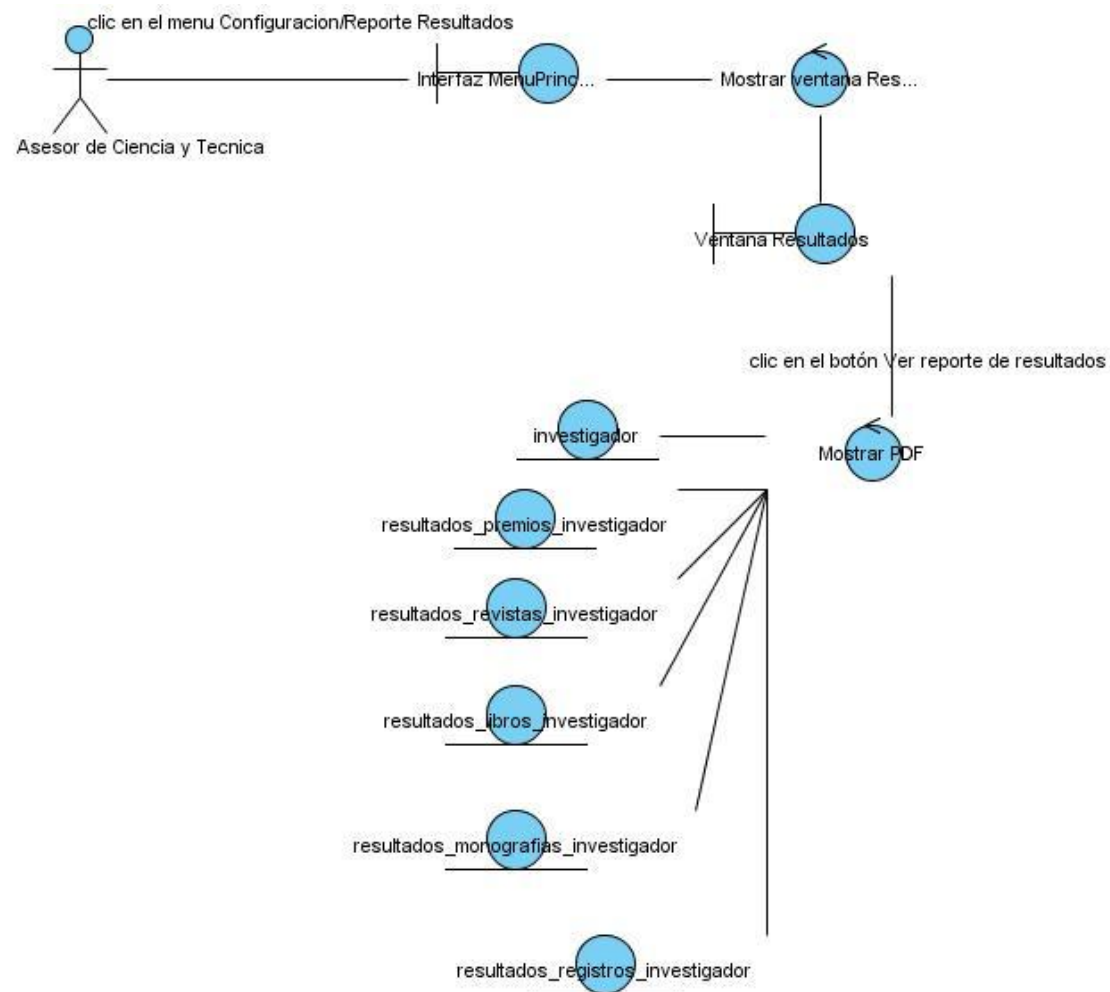 clic en el menu Configuracion/Reporte Resultados
Interfaz MenuPrinc...
Mostrar ventana Res...
Asesor de Ciencia y Tecnica
Ventana Resultados
clic en el botón Ver reporte de resultados
investigador
Mostrar PDF
resultados_premios_investigador
resultados_revistas_investigador
resultados_libros_investigador
resultados_monografias_investigador
resultados_registros_investigador